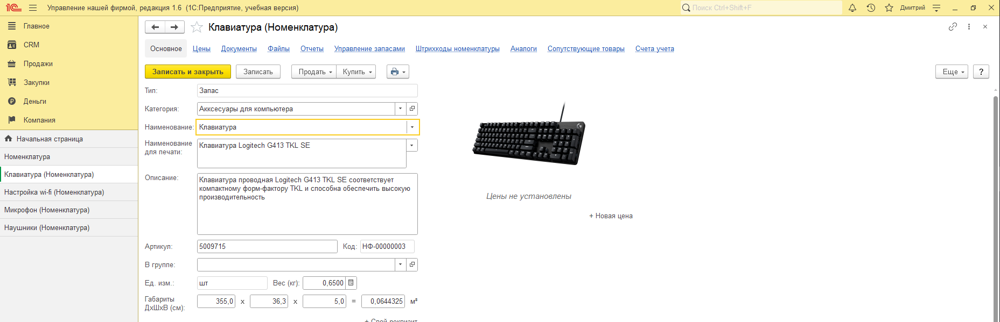 Управление нашей фирмой, редакция 1.6 (1С:Предприятие, учебная версия)
Поиск Ctrl+Shift+F
Дмитрий
Главное
CRM
Продажи
Закупки
Деньги
Компания
Начальная страница
Номенклатура
Клавиатура (Номенклатура)
Настройка wi-fi (Номенклатура)
Микрофон (Номенклатура)
Наушники (Номенклатура)
Клавиатура (Номенклатура)
Основное Цены Документы Файлы Отчеты Управление запасами Штрихкоды номенклатуры Аналоги Сопутствующие товары Счета учета
Записать и закрыть Записать Продать Купить Еще ?
Тип: Запас
Категория: Акксесуары для компьютера
Наименование: Клавиатура
Наименование для печати: Клавиатура Logitech G413 TKL SE
Описание: Клавиатура проводная Logitech G413 TKL SE соответствует
компактному форм-фактору TKL и способна обеспечить высокую
производительность
Артикул: 5009715 Код: НФ-00000003
В группе:
Ед. изм.: шт Вес (кг): 0,6500
Габариты ДхШхВ (см): 355,0 x 36,3 x 5,0 = 0,0644325 м³
+ Свой реквизит
Цены не установлены
+ Новая цена